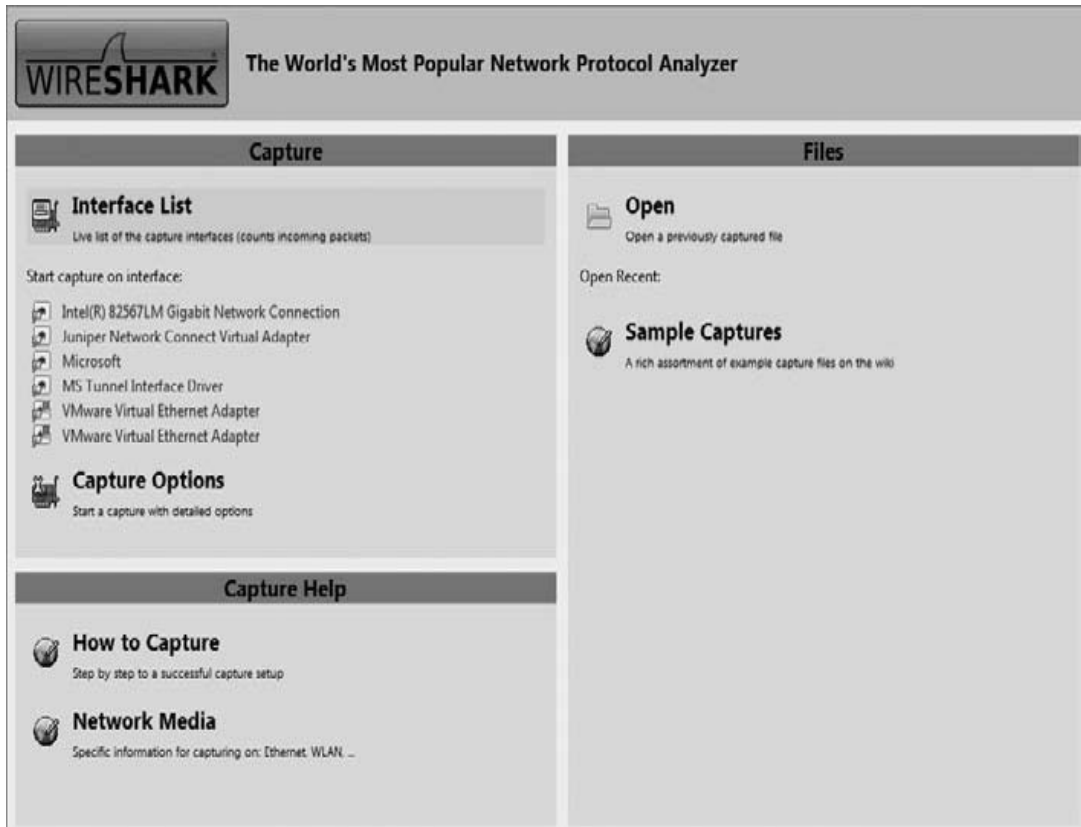 WIRESHARK
The World's Most Popular Network Protocol Analyzer
Capture
Interface List
Live list of the capture interfaces (counts incoming packets)
Start capture on interface:
Intel(R) 82567LM Gigabit Network Connection
Juniper Network Connect Virtual Adapter
Microsoft
MS Tunnel Interface Driver
VMware Virtual Ethernet Adapter
VMware Virtual Ethernet Adapter
Capture Options
Start a capture with detailed options
Capture Help
How to Capture
Step by step to a successful capture setup
Network Media
Specific information for capturing on: Ethernet, WLAN, ...
Files
Open
Open a previously captured file
Open Recent:
Sample Captures
A rich assortment of example capture files on the wiki